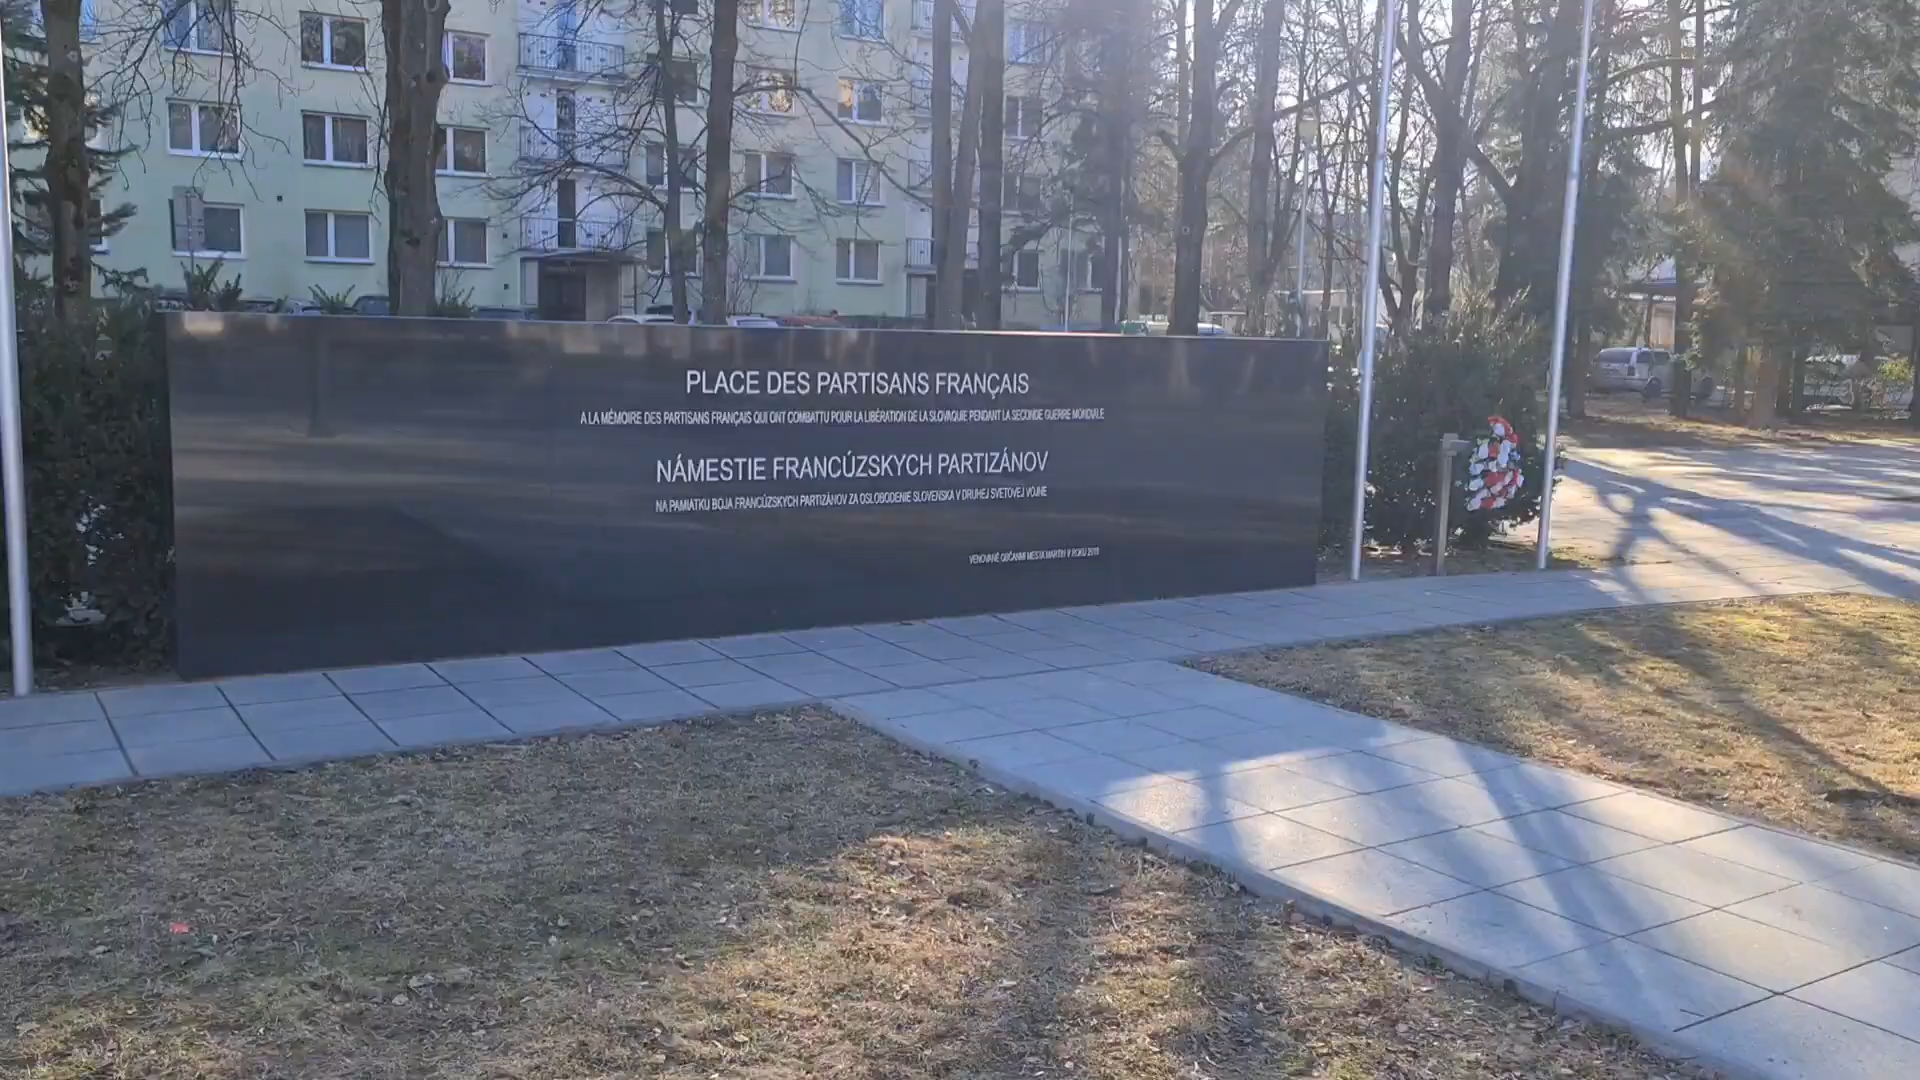 PLACE DES PARTISANS FRANÇAIS
A LA MÉMOIRE DES PARTISANS FRANÇAIS QUI ONT COMBATTU POUR LA LIBÉRATION DE LA SLOVAQUIE PENDANT LA SECONDE GUERRE MONDIALE
NÁMESTIE FRANCÚZSKYCH PARTIZÁNOV
NA PAMIATKU BOJA FRANCÚZSKYCH PARTIZÁNOV ZA OSLOBODENIE SLOVENSKA V DRUHEJ SVETOVEJ VOJNE
VENOVANÉ OBČANMI MESTA MARTIN V ROKU